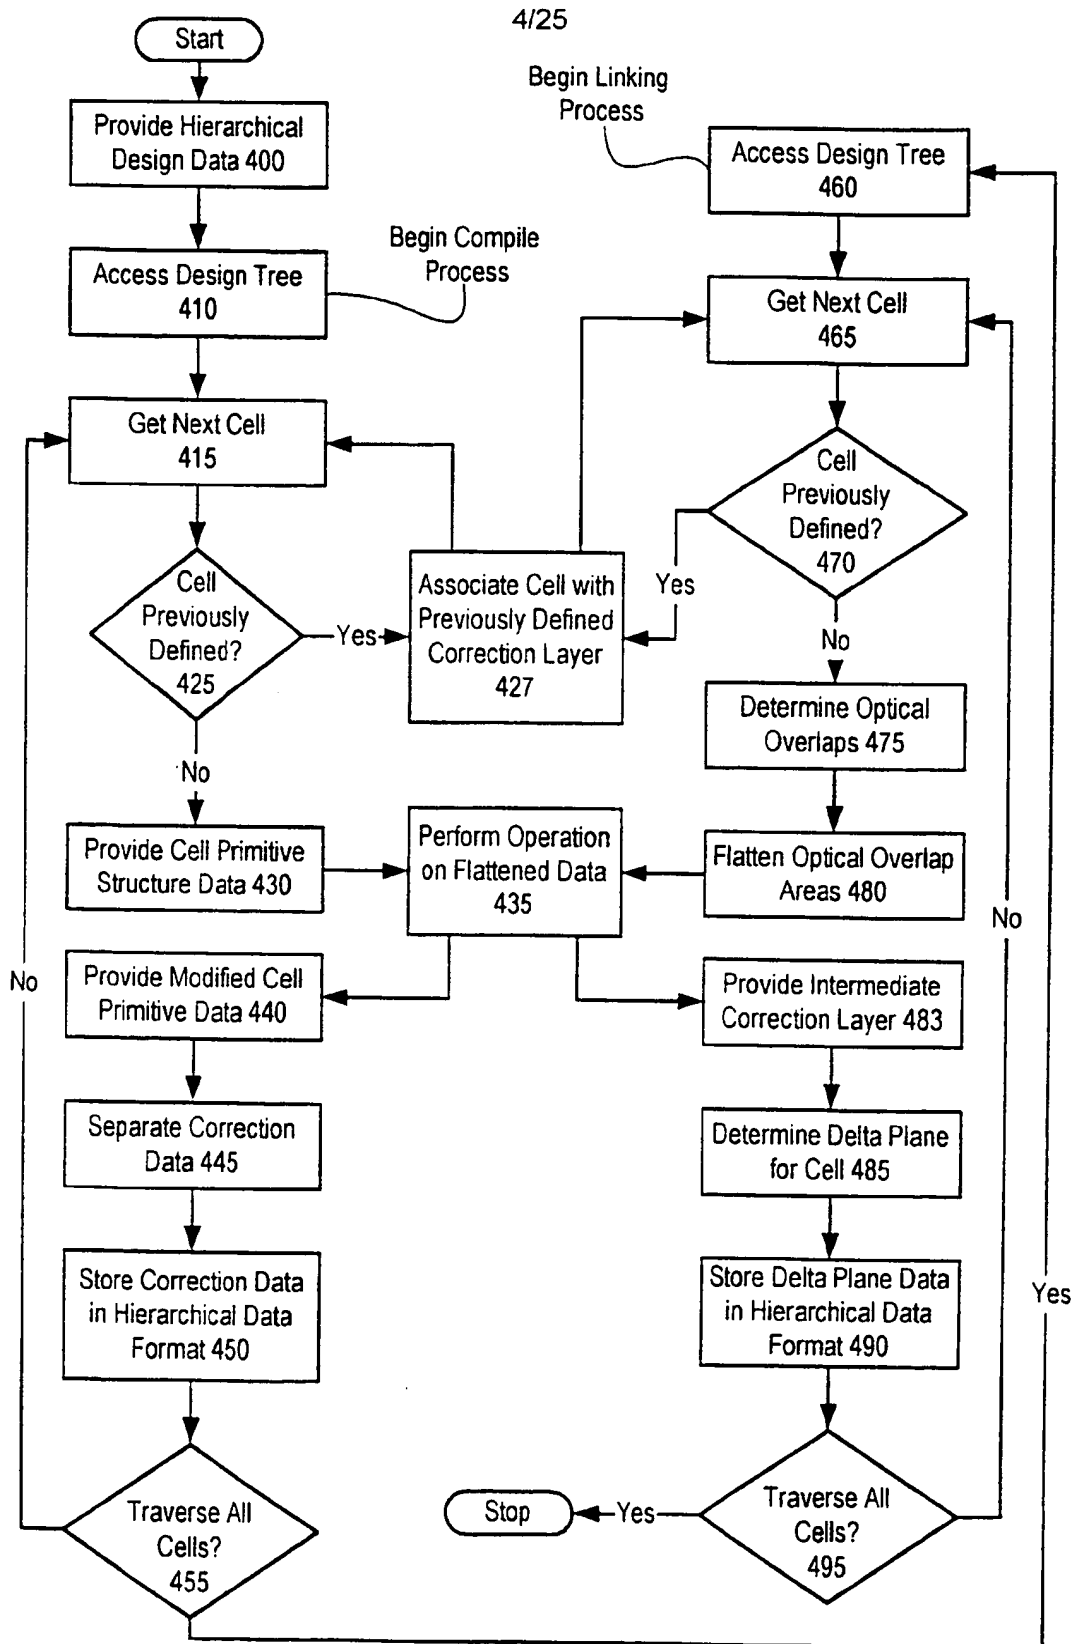 4/25
Start
Begin Linking
Process
Provide Hierarchical
Design Data 400
Access Design Tree
460
Begin Compile
Process
Access Design Tree
410
Get Next Cell
465
Get Next Cell
415
Cell
Previously
Defined?
470
Cell
Previously
Defined?
425
Yes
Associate Cell with
Previously Defined
Correction Layer
427
Yes
No
Determine Optical
Overlaps 475
No
Provide Cell Primitive
Structure Data 430
Perform Operation
on Flattened Data
435
Flatten Optical Overlap
Areas 480
No
No
Provide Modified Cell
Primitive Data 440
Provide Intermediate
Correction Layer 483
Separate Correction
Data 445
Determine Delta Plane
for Cell 485
Store Correction Data
in Hierarchical Data
Format 450
Store Delta Plane Data
in Hierarchical Data
Format 490
Yes
Traverse All
Cells?
455
Stop
Yes
Traverse All
Cells?
495